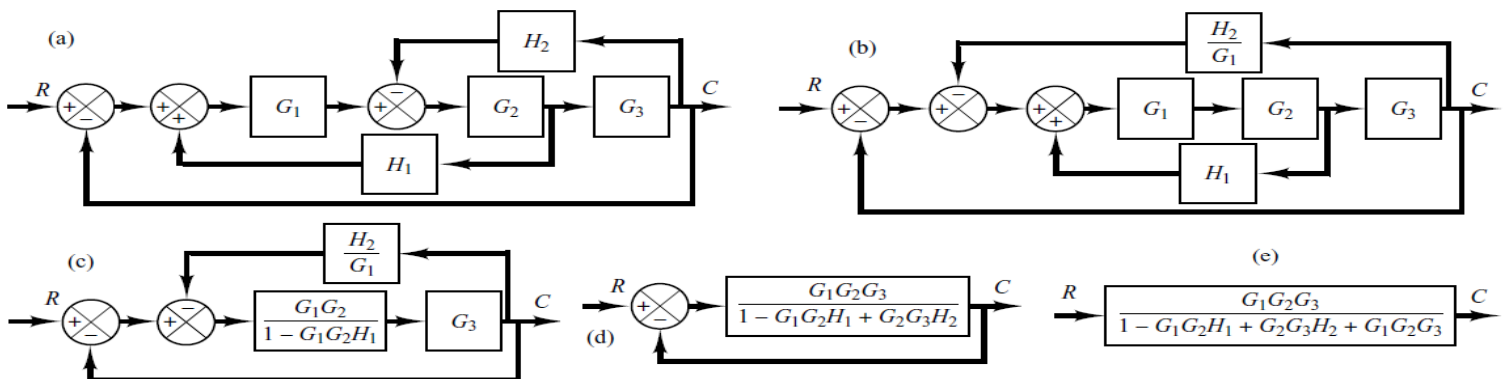 (a)
H₂
R
+
−
+
+
G₁
+
−
G₂
G₃
C
H₁
(b)
H₂
G₁
R
+
−
+
−
+
+
G₁
G₂
G₃
C
H₁
(c)
H₂
G₁
R
+
−
+
−
G₁G₂
1 − G₁G₂H₁
G₃
C
(d)
R
+
−
G₁G₂G₃
1 − G₁G₂H₁ + G₂G₃H₂
C
(e)
R
G₁G₂G₃
1 − G₁G₂H₁ + G₂G₃H₂ + G₁G₂G₃
C